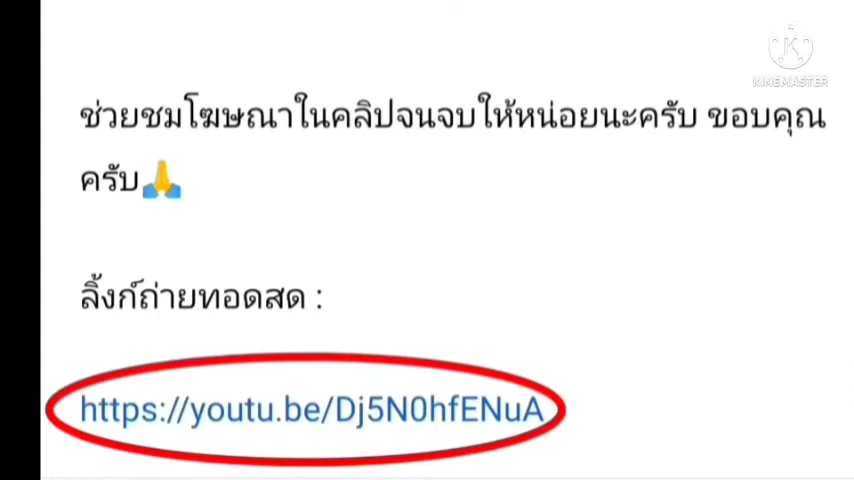 KINEMASTER
ช่วยชมโฆษณาในคลิปจนจบให้หน่อยนะครับ ขอบคุณ
ครับ🙏
ลิ้งก์ถ่ายทอดสด :
https://youtu.be/Dj5N0hfENuA